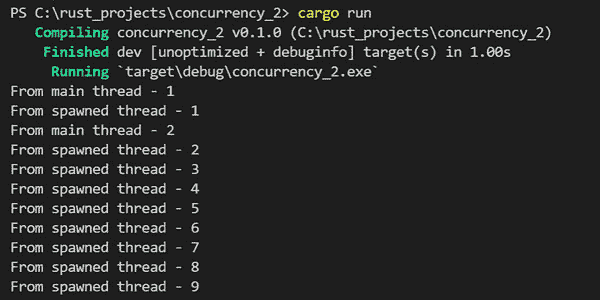 PS C:\rust_projects\concurrency_2> cargo run
Compiling concurrency_2 v0.1.0 (C:\rust_projects\concurrency_2)
Finished dev [unoptimized + debuginfo] target(s) in 1.00s
Running `target\debug\concurrency_2.exe`
From main thread - 1
From spawned thread - 1
From main thread - 2
From spawned thread - 2
From spawned thread - 3
From spawned thread - 4
From spawned thread - 5
From spawned thread - 6
From spawned thread - 7
From spawned thread - 8
From spawned thread - 9